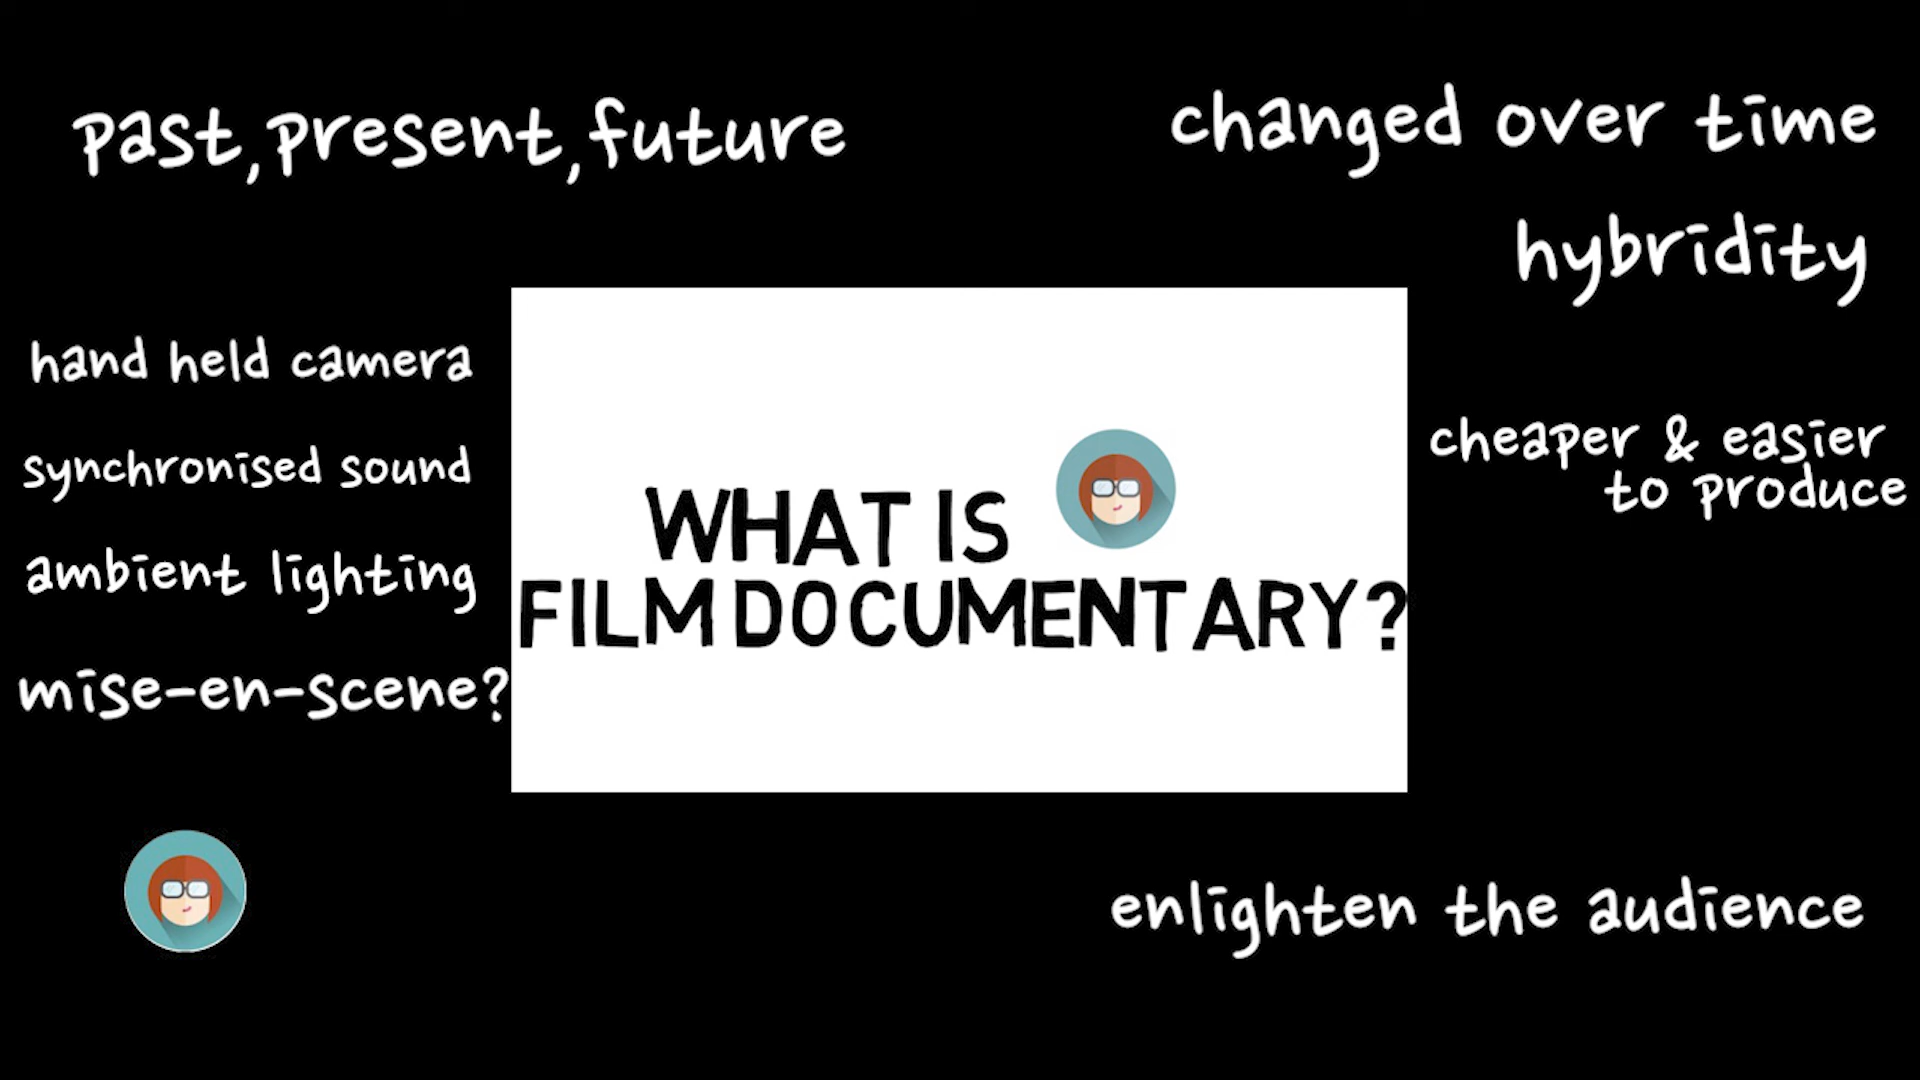 past,present,future
changed over time
hybridity
hand held camera
synchronised sound
ambient lighting
mise-en-scene?
WHAT IS
FILM DOCUMENTARY?
cheaper & easier
to produce
enlighten the audience